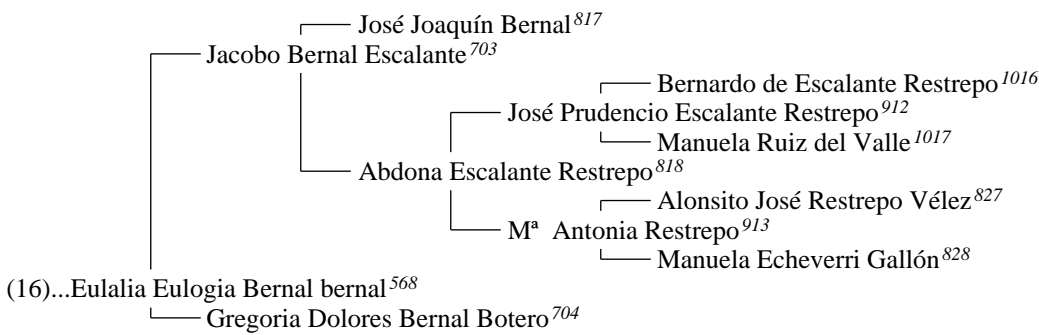 José Joaquín Bernal817
Jacobo Bernal Escalante703
Bernardo de Escalante Restrepo1016
José Prudencio Escalante Restrepo912
Manuela Ruiz del Valle1017
Abdona Escalante Restrepo818
Alonsito José Restrepo Vélez827
Mª Antonia Restrepo913
Manuela Echeverri Gallón828
(16)...Eulalia Eulogia Bernal bernal568
Gregoria Dolores Bernal Botero704